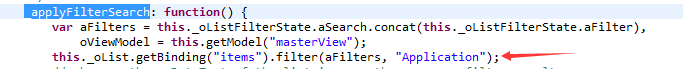 _applyFilterSearch: function() {
var aFilters = this._oListFilterState.aSearch.concat(this._oListFilterState.aFilter),
oViewModel = this.getModel("masterView");
this._oList.getBinding("items").filter(aFilters, "Application");